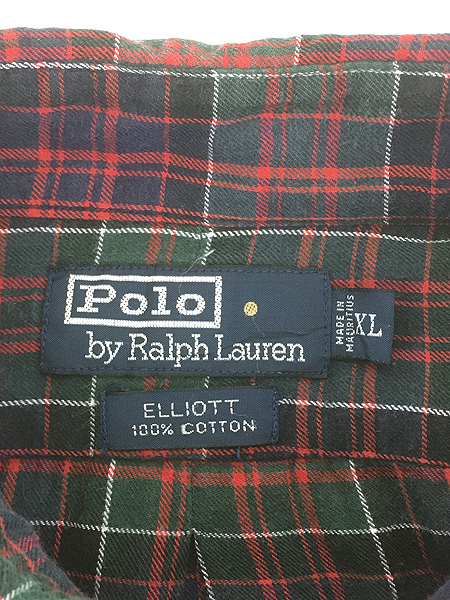 Polo
by Ralph Lauren
MADE IN
MAURITIUS
XL
ELLIOTT
100% COTTON